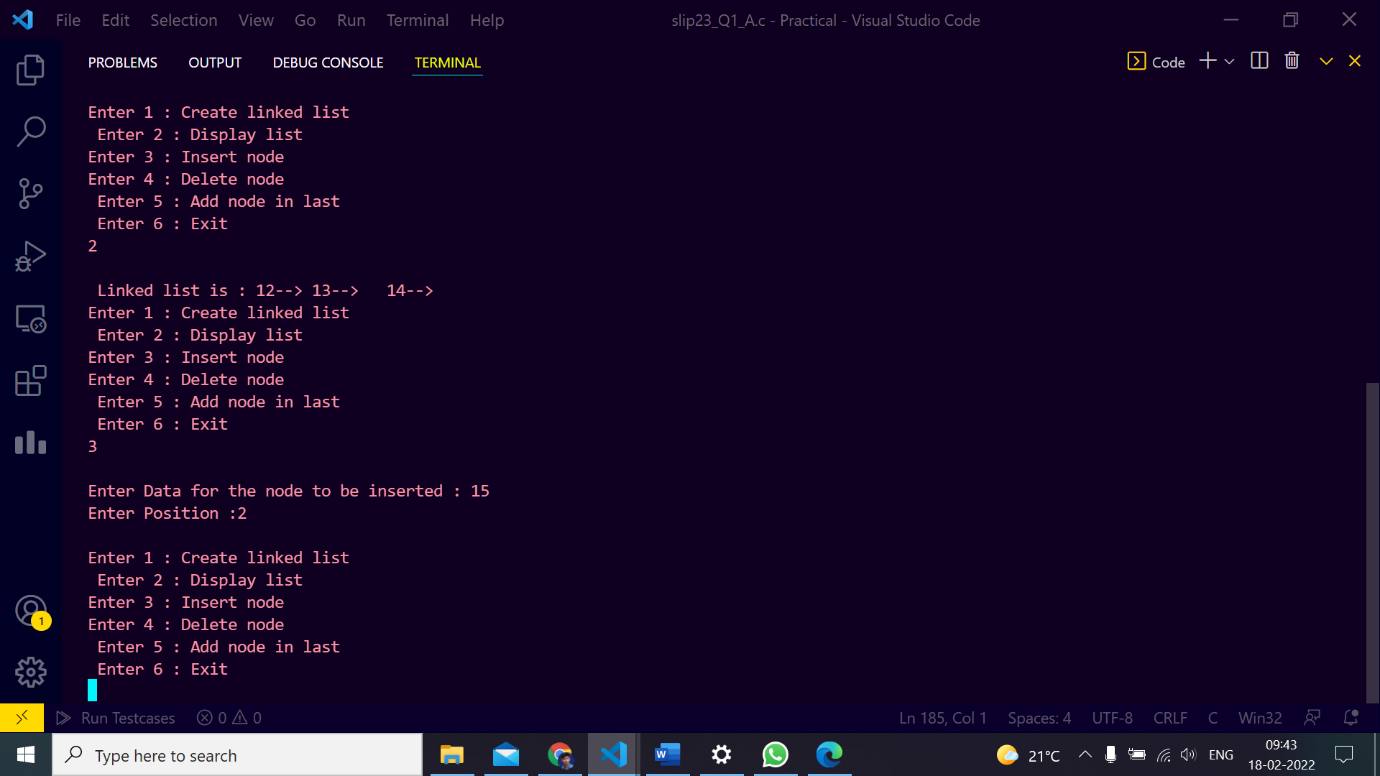 File Edit Selection View Go Run Terminal Help slip23_Q1_A.c - Practical - Visual Studio Code
PROBLEMS OUTPUT DEBUG CONSOLE TERMINAL Code
Enter 1 : Create linked list
Enter 2 : Display list
Enter 3 : Insert node
Enter 4 : Delete node
Enter 5 : Add node in last
Enter 6 : Exit
2
Linked list is : 12--> 13-->   14-->
Enter 1 : Create linked list
Enter 2 : Display list
Enter 3 : Insert node
Enter 4 : Delete node
Enter 5 : Add node in last
Enter 6 : Exit
3
Enter Data for the node to be inserted : 15
Enter Position :2
Enter 1 : Create linked list
Enter 2 : Display list
Enter 3 : Insert node
Enter 4 : Delete node
Enter 5 : Add node in last
Enter 6 : Exit
1
Run Testcases 0 0 Ln 185, Col 1 Spaces: 4 UTF-8 CRLF C Win32
Type here to search 21°C ENG 09:43
18-02-2022